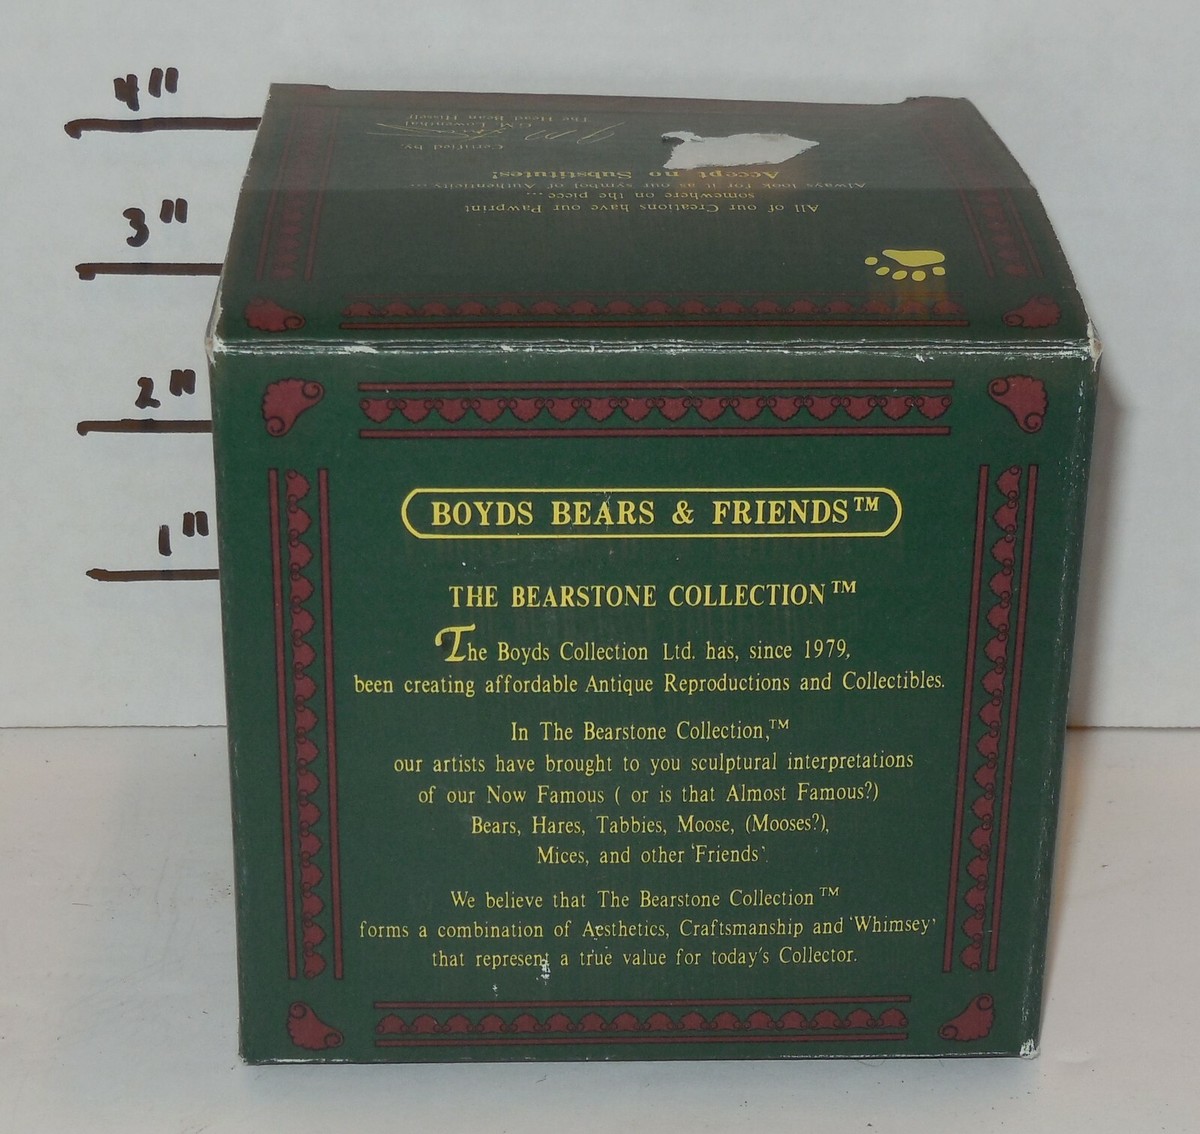 4"
3"
2"
1"
Certified by,
G.M. Lowenthal
The Head Bean Hisself
Accept no Substitutes!
Always look for it as our symbol of Authenticity...
somewhere on the piece...
All of our Creations have our Pawprint
BOYDS BEARS & FRIENDS™
THE BEARSTONE COLLECTION™
The Boyds Collection Ltd. has, since 1979,
been creating affordable Antique Reproductions and Collectibles.
In The Bearstone Collection,™
our artists have brought to you sculptural interpretations
of our Now Famous ( or is that Almost Famous?)
Bears, Hares, Tabbies, Moose, (Mooses?),
Mices, and other 'Friends'.
We believe that The Bearstone Collection™
forms a combination of Aesthetics, Craftsmanship and 'Whimsey'
that represent a true value for today's Collector.